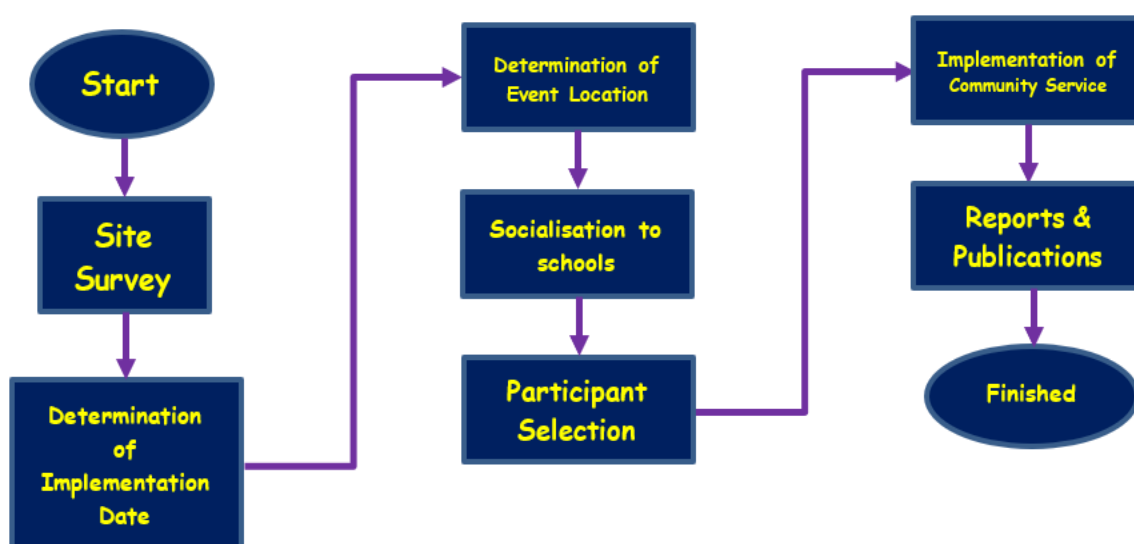 Start
Site
Survey
Determination
of
Implementation
Date
Determination of
Event Location
Socialisation to
schools
Participant
Selection
Implementation of
Community Service
Reports &
Publications
Finished